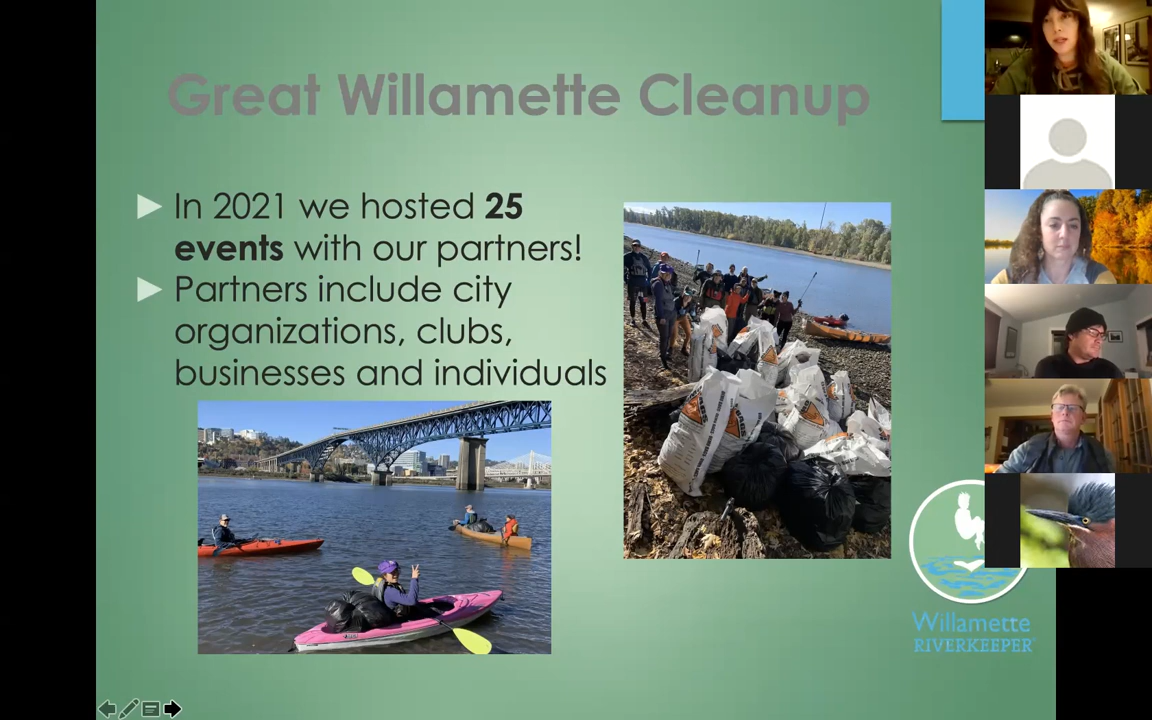 Great Willamette Cleanup
In 2021 we hosted 25
events with our partners!
Partners include city
organizations, clubs,
businesses and individuals
Willamette
RIVERKEEPER